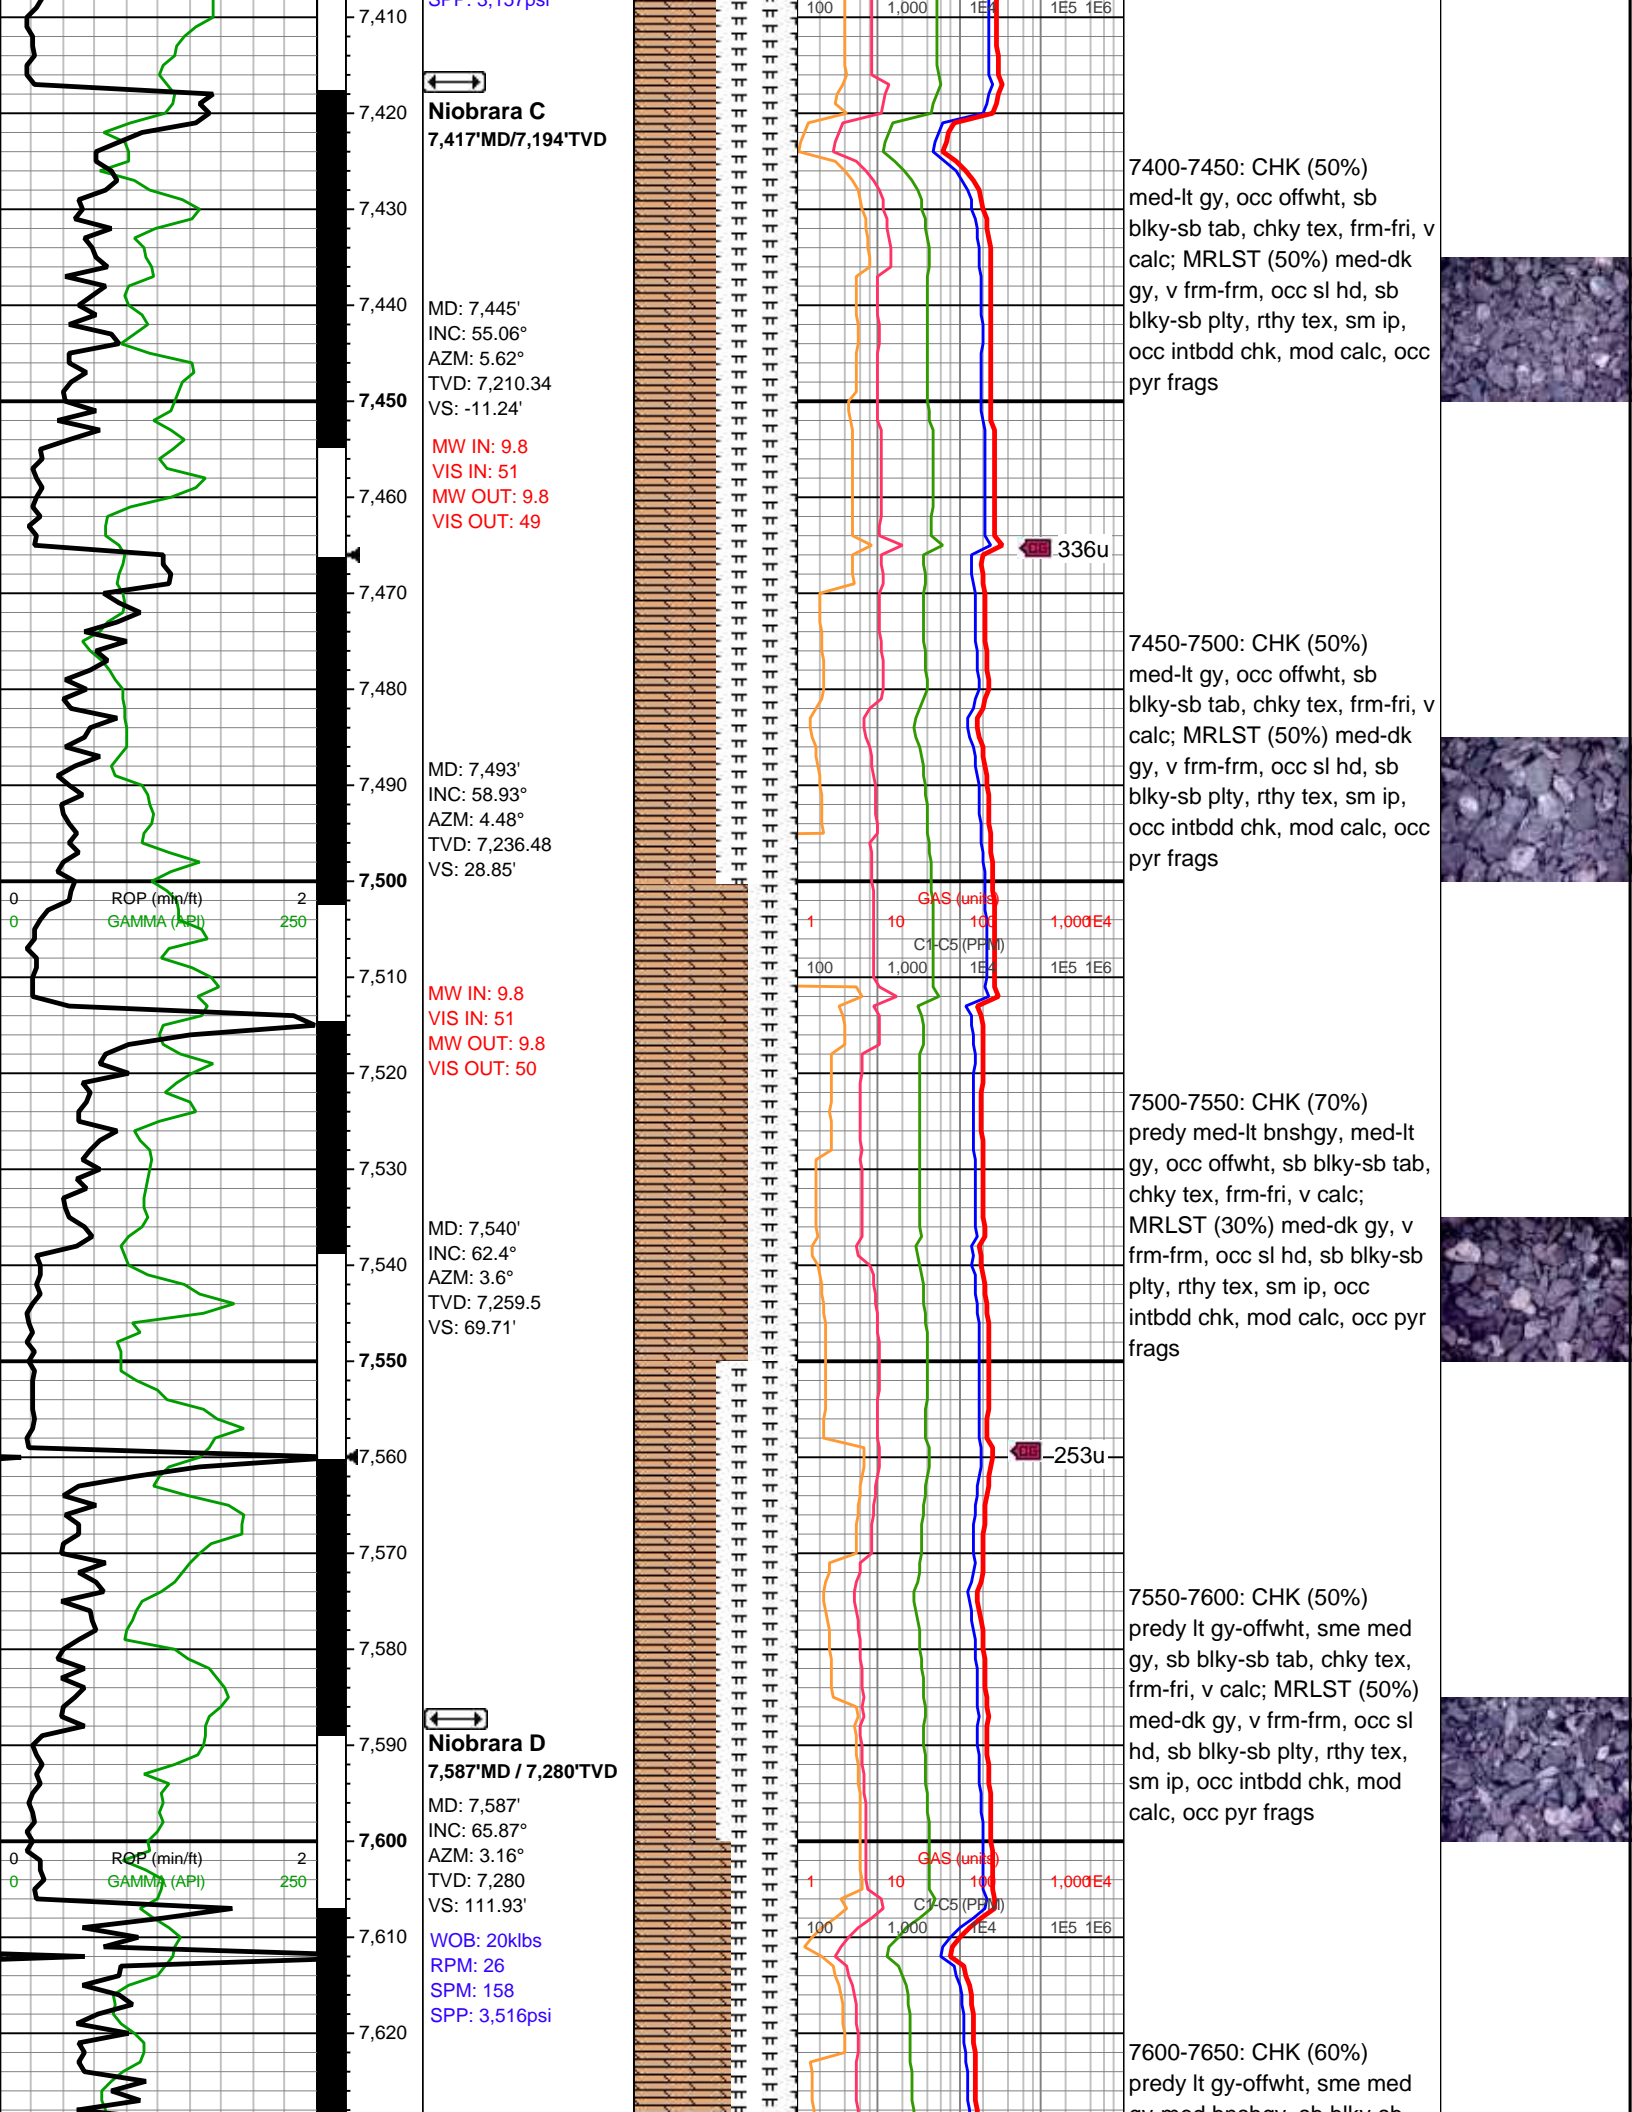 SPP: 3,137psi
100 1,000 1E4 1E5 1E6
7,410
7,420
7,430
7,440
7,450
7,460
7,470
7,480
7,490
7,500
0 ROP (min/ft) 2
0 GAMMA (API) 250
7,510
7,520
7,530
7,540
7,550
7,560
7,570
7,580
7,590
7,600
0 ROP (min/ft) 2
0 GAMMA (API) 250
7,610
7,620
Niobrara C
7,417'MD/7,194'TVD
MD: 7,445'
INC: 55.06°
AZM: 5.62°
TVD: 7,210.34
VS: -11.24'
MW IN: 9.8
VIS IN: 51
MW OUT: 9.8
VIS OUT: 49
MD: 7,493'
INC: 58.93°
AZM: 4.48°
TVD: 7,236.48
VS: 28.85'
MW IN: 9.8
VIS IN: 51
MW OUT: 9.8
VIS OUT: 50
MD: 7,540'
INC: 62.4°
AZM: 3.6°
TVD: 7,259.5
VS: 69.71'
Niobrara D
7,587'MD / 7,280'TVD
MD: 7,587'
INC: 65.87°
AZM: 3.16°
TVD: 7,280
VS: 111.93'
WOB: 20klbs
RPM: 26
SPM: 158
SPP: 3,516psi
CG 336u
GAS (units)
1 10 100 1,000 1E4
C1-C5 (PPM)
100 1,000 1E4 1E5 1E6
CG -253u
GAS (units)
1 10 100 1,000 1E4
C1-C5 (PPM)
100 1,000 1E4 1E5 1E6
7400-7450: CHK (50%)
med-lt gy, occ offwht, sb
blky-sb tab, chky tex, frm-fri, v
calc; MRLST (50%) med-dk
gy, v frm-frm, occ sl hd, sb
blky-sb plty, rthy tex, sm ip,
occ intbdd chk, mod calc, occ
pyr frags
7450-7500: CHK (50%)
med-lt gy, occ offwht, sb
blky-sb tab, chky tex, frm-fri, v
calc; MRLST (50%) med-dk
gy, v frm-frm, occ sl hd, sb
blky-sb plty, rthy tex, sm ip,
occ intbdd chk, mod calc, occ
pyr frags
7500-7550: CHK (70%)
predy med-lt bnshgy, med-lt
gy, occ offwht, sb blky-sb tab,
chky tex, frm-fri, v calc;
MRLST (30%) med-dk gy, v
frm-frm, occ sl hd, sb blky-sb
plty, rthy tex, sm ip, occ
intbdd chk, mod calc, occ pyr
frags
7550-7600: CHK (50%)
predy lt gy-offwht, sme med
gy, sb blky-sb tab, chky tex,
frm-fri, v calc; MRLST (50%)
med-dk gy, v frm-frm, occ sl
hd, sb blky-sb plty, rthy tex,
sm ip, occ intbdd chk, mod
calc, occ pyr frags
7600-7650: CHK (60%)
predy lt gy-offwht, sme med